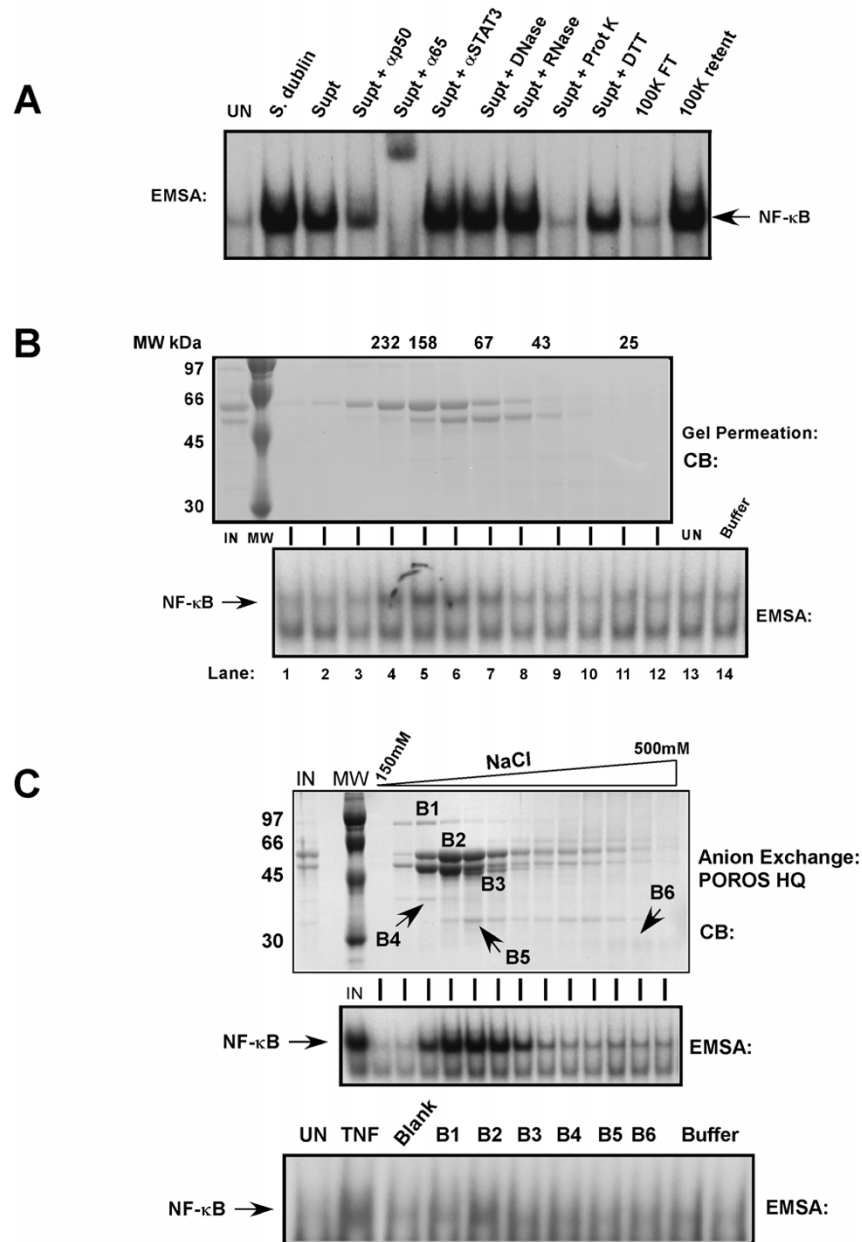 A
UN
S. dublin
Supt
Supt + αp50
Supt + α65
Supt + αSTAT3
Supt + DNase
Supt + RNase
Supt + Prot K
Supt + DTT
100K FT
100K retent
EMSA:
NF-κB
B
MW kDa 232 158 67 43 25
97
66
45
30
Gel Permeation:
CB:
IN MW UN Buffer
NF-κB
EMSA:
Lane: 1 2 3 4 5 6 7 8 9 10 11 12 13 14
C
IN MW 150mM NaCl 500mM
97
66
45
30
B1
B2
B3
B4
B5
B6
Anion Exchange:
POROS HQ
CB:
IN
NF-κB
EMSA:
UN TNF Blank B1 B2 B3 B4 B5 B6 Buffer
NF-κB
EMSA: